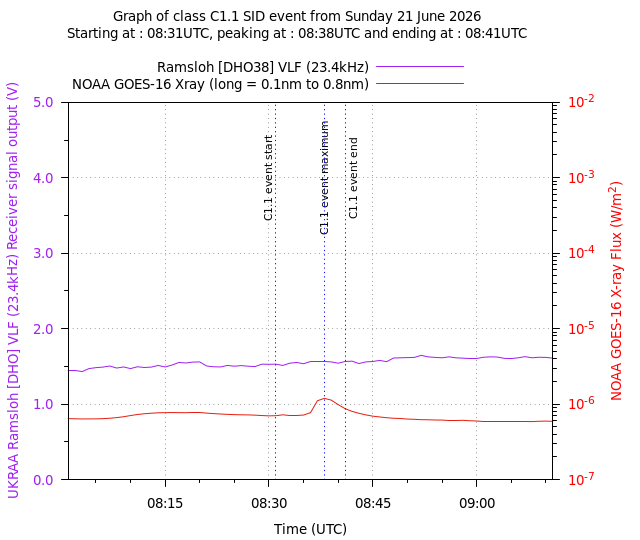 Graph of class C1.1 SID event from Sunday 21 June 2026
Starting at : 08:31UTC, peaking at : 08:38UTC and ending at : 08:41UTC
Ramsloh [DHO38] VLF (23.4kHz)
NOAA GOES-16 Xray (long = 0.1nm to 0.8nm)
UKRAA Ramsloh [DHO] VLF (23.4kHz) Receiver signal output (V)
5.0
4.0
3.0
2.0
1.0
0.0
C1.1 event start
C1.1 event maximum
C1.1 event end
10^-2
10^-3
10^-4
10^-5
10^-6
10^-7
NOAA GOES-16 X-ray Flux (W/m²)
08:15
08:30
08:45
09:00
Time (UTC)